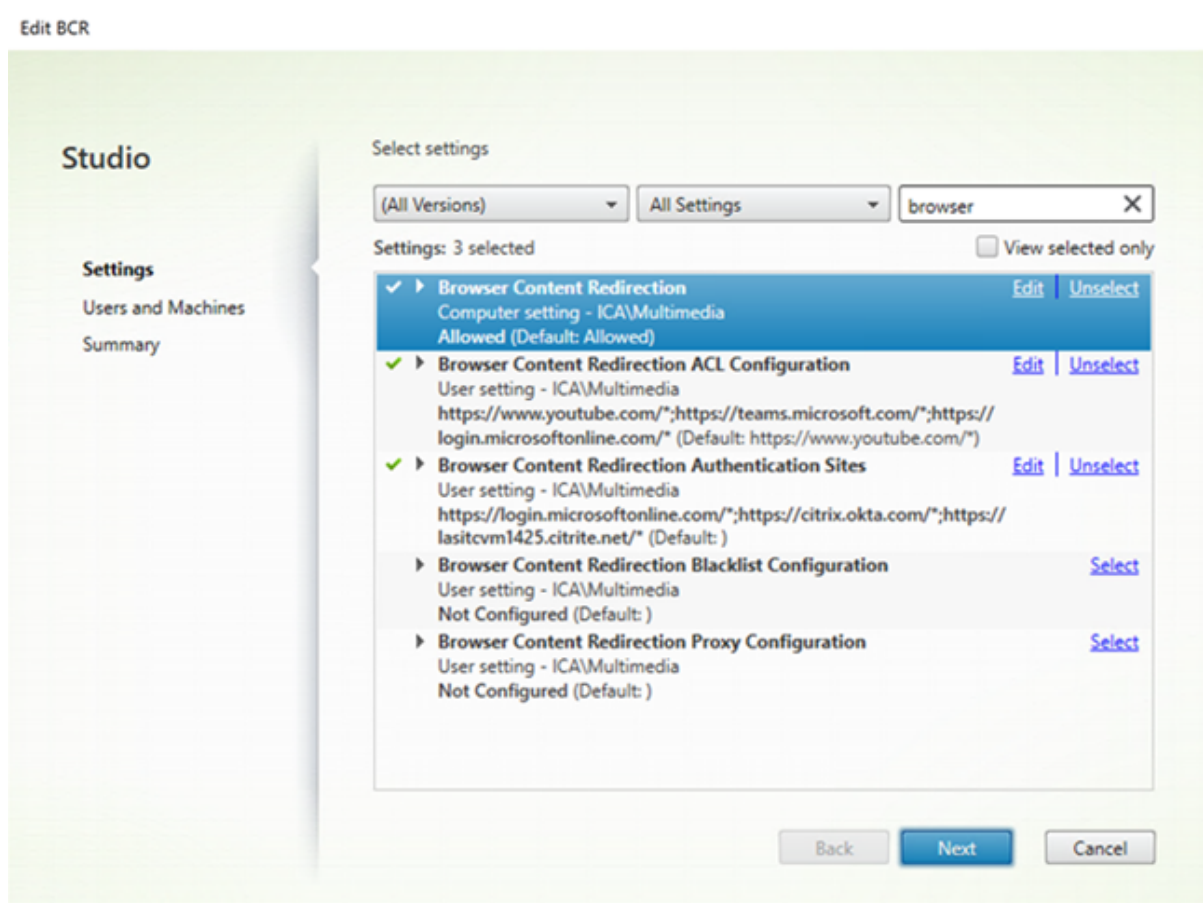 Edit BCR
Studio
Settings
Users and Machines
Summary
Select settings
(All Versions)
All Settings
browser
Settings: 3 selected
View selected only
Browser Content Redirection
Edit | Unselect
Computer setting - ICA\Multimedia
Allowed (Default: Allowed)
Browser Content Redirection ACL Configuration
Edit | Unselect
User setting - ICA\Multimedia
https://www.youtube.com/*;https://teams.microsoft.com/*;https://
login.microsoftonline.com/* (Default: https://www.youtube.com/*)
Browser Content Redirection Authentication Sites
Edit | Unselect
User setting - ICA\Multimedia
https://login.microsoftonline.com/*;https://citrix.okta.com/*;https://
lasitcvm1425.citrite.net/* (Default: )
Browser Content Redirection Blacklist Configuration
Select
User setting - ICA\Multimedia
Not Configured (Default: )
Browser Content Redirection Proxy Configuration
Select
User setting - ICA\Multimedia
Not Configured (Default: )
Back
Next
Cancel